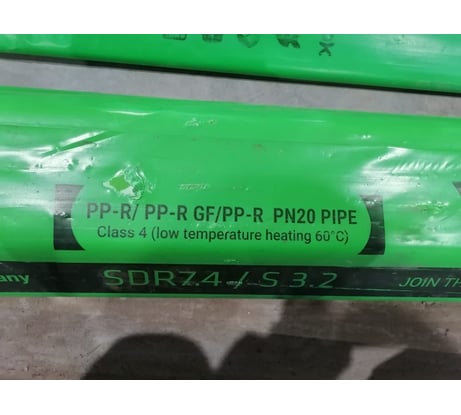 PP-R/ PP-R GF/PP-R PN20 PIPE
Class 4 (low temperature heating 60°C)
any SDR7.4 / S 3.2 JOIN TH